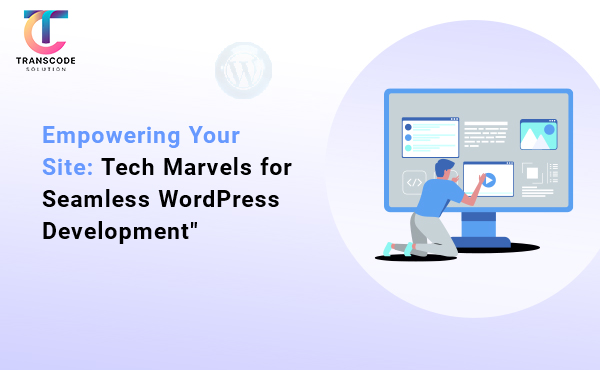 TRANSCODE
SOLUTION
Empowering Your
Site: Tech Marvels for
Seamless WordPress
Development"